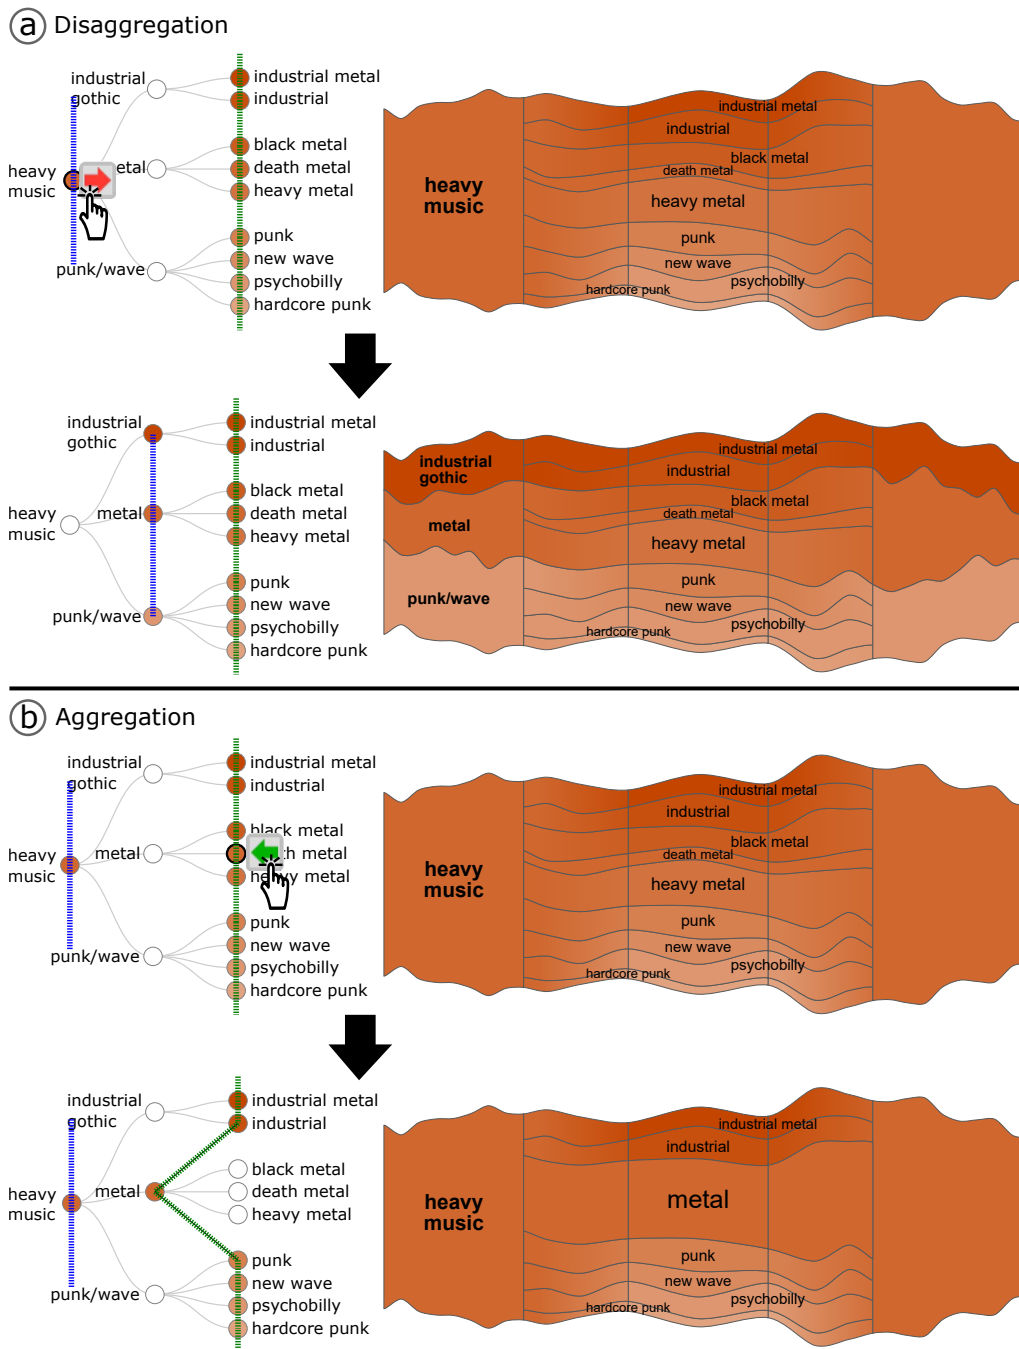 a Disaggregation
industrial
gothic
industrial metal
industrial
heavy
music
etal
black metal
death metal
heavy metal
punk/wave
punk
new wave
psychobilly
hardcore punk
heavy
music
industrial metal
industrial
black metal
death metal
heavy metal
punk
new wave
psychobilly
hardcore punk
industrial
gothic
industrial metal
industrial
heavy
music
metal
black metal
death metal
heavy metal
punk/wave
punk
new wave
psychobilly
hardcore punk
industrial
gothic
metal
punk/wave
industrial metal
industrial
black metal
death metal
heavy metal
punk
new wave
psychobilly
hardcore punk
b Aggregation
industrial
gothic
industrial metal
industrial
heavy
music
metal
black metal
th metal
heavy metal
punk/wave
punk
new wave
psychobilly
hardcore punk
heavy
music
industrial metal
industrial
black metal
death metal
heavy metal
punk
new wave
psychobilly
hardcore punk
industrial
gothic
industrial metal
industrial
heavy
music
metal
black metal
death metal
heavy metal
punk/wave
punk
new wave
psychobilly
hardcore punk
heavy
music
industrial metal
industrial
metal
punk
new wave
psychobilly
hardcore punk